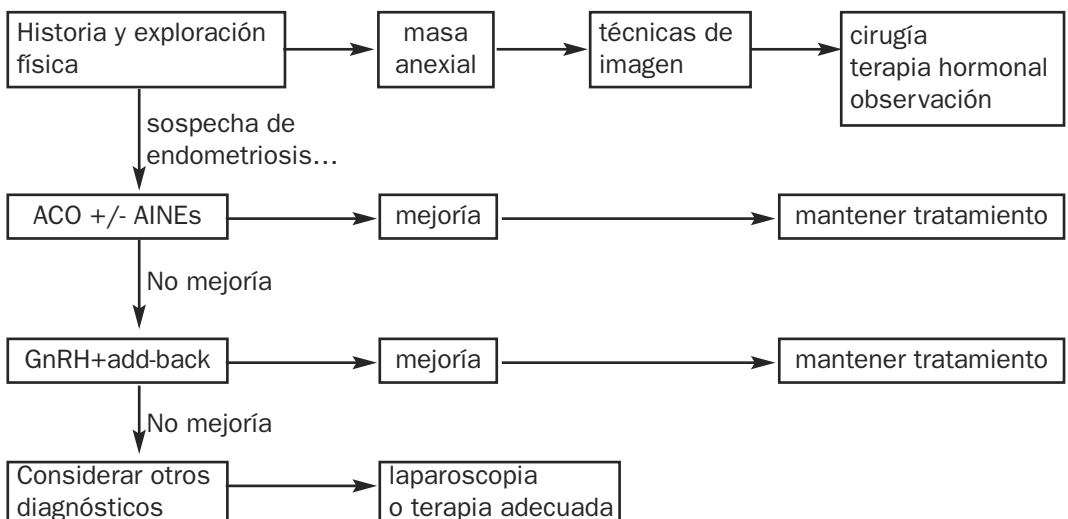 Historia y exploración
física
masa
anexial
técnicas de
imagen
cirugía
terapia hormonal
observación
sospecha de
endometriosis...
ACO +/- AINEs
mejoría
mantener tratamiento
No mejoría
GnRH+add-back
mejoría
mantener tratamiento
No mejoría
Considerar otros
diagnósticos
laparoscopia
o terapia adecuada